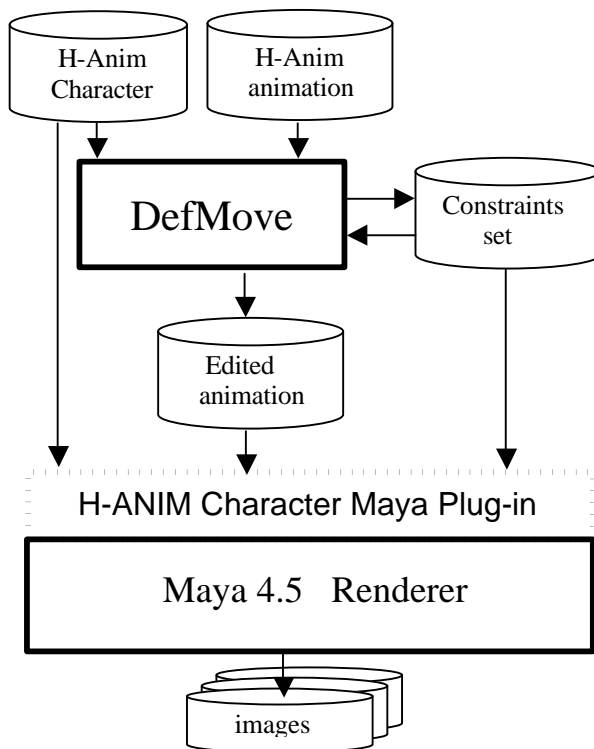 H-Anim
Character
H-Anim
animation
DefMove
Constraints
set
Edited
animation
H-ANIM Character Maya Plug-in
Maya 4.5 Renderer
images